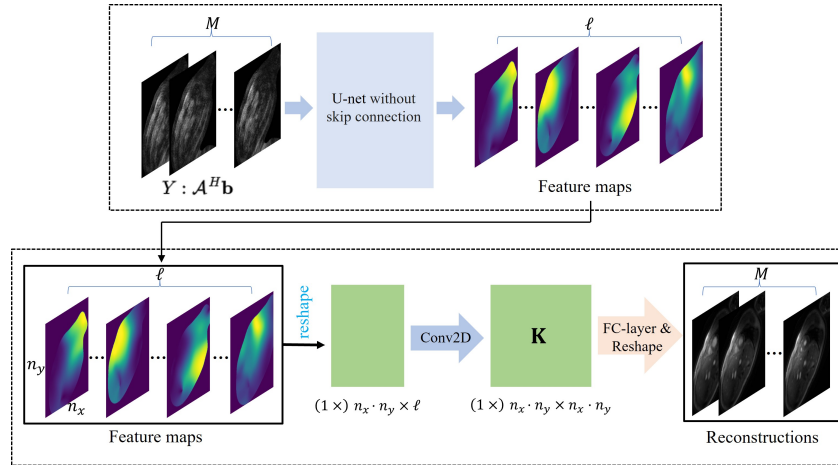 M
ℓ
U-net without
skip connection
...
...
...
...
Y : 𝒜ᴴb
Feature maps
ℓ
M
reshape
Conv2D
K
FC-layer &
Reshape
n_y
...
...
...
...
n_x
(1 ×) n_x · n_y × ℓ
(1 ×) n_x · n_y × n_x · n_y
Feature maps
Reconstructions